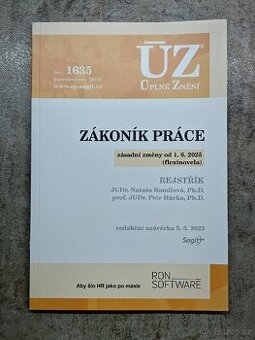 ÚZ
číslo 1635
www.sagit.cz
ÚPLNÉ ZNĚNÍ
ZÁKONÍK PRÁCE
zásadní změny od 1. 6. 2025
(flexinovela)
REJSTŘÍK
JUDr. Nataša Randlová, Ph.D.
prof. JUDr. Petr Hůrka, Ph.D.
redakční uzávěrka 5. 5. 2025
Sagit
Aby šlo HR jako po másle
RON
SOFTWARE